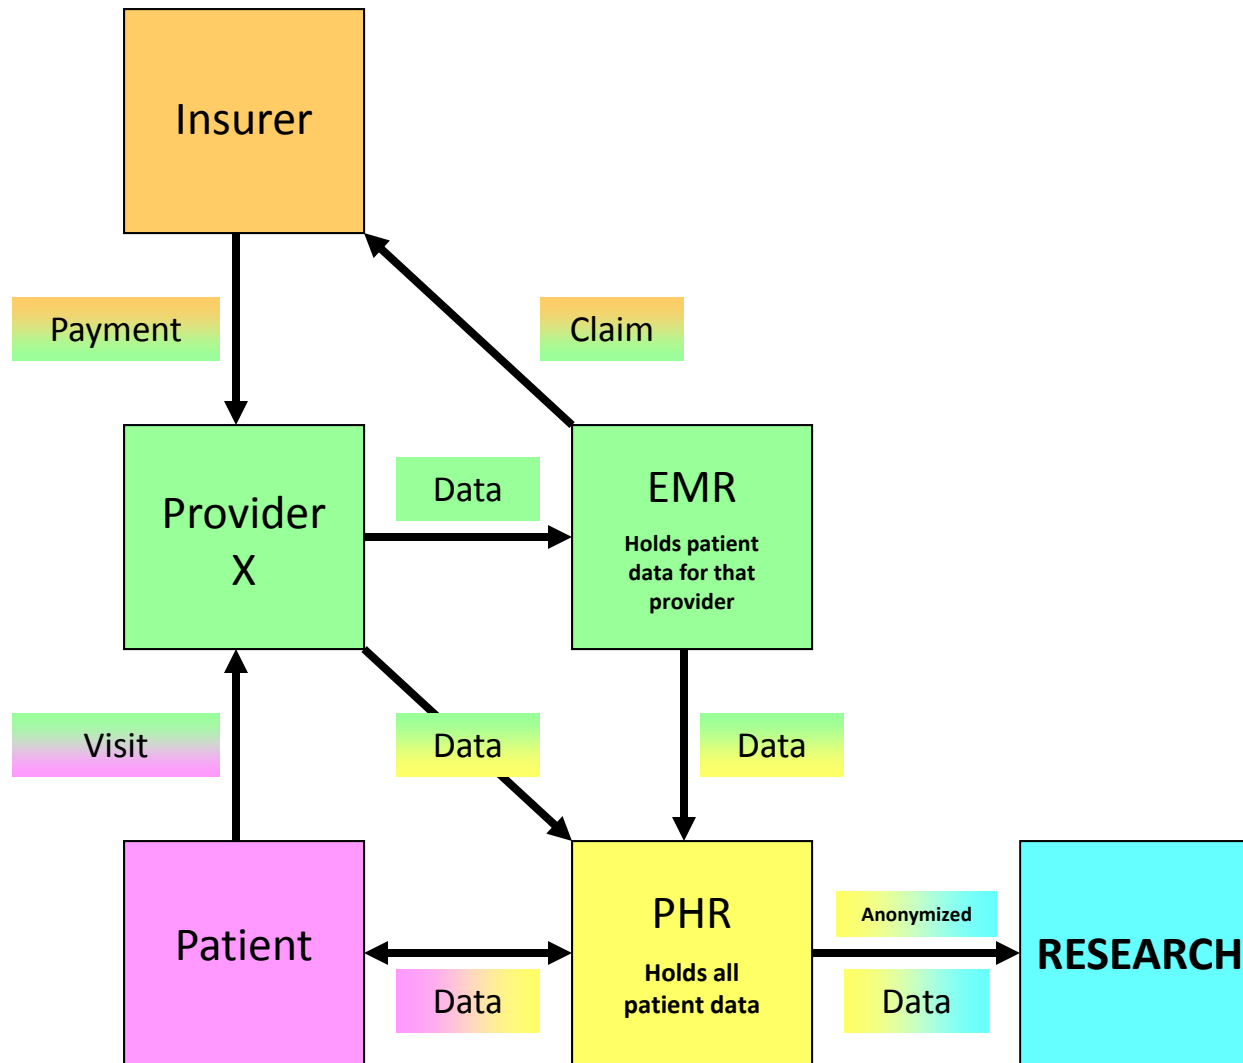 Insurer
Payment
Claim
Provider
X
Data
EMR
Holds patient
data for that
provider
Visit
Data
Data
Patient
Data
PHR
Holds all
patient data
Anonymized
Data
RESEARCH